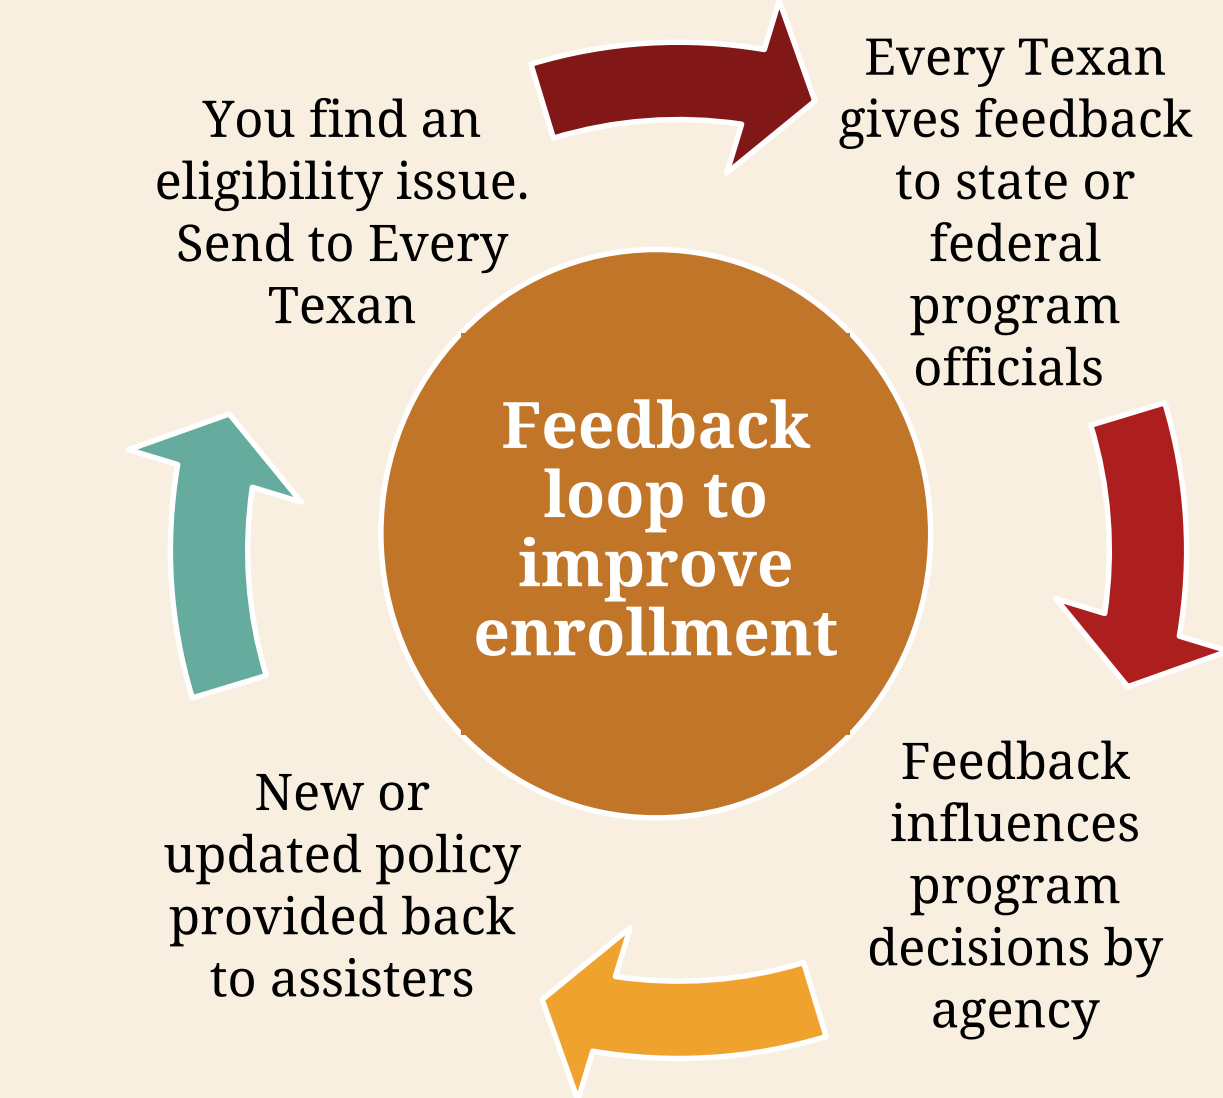 You find an
eligibility issue.
Send to Every
Texan
Every Texan
gives feedback
to state or
federal
program
officials
Feedback
loop to
improve
enrollment
Feedback
influences
program
decisions by
agency
New or
updated policy
provided back
to assisters